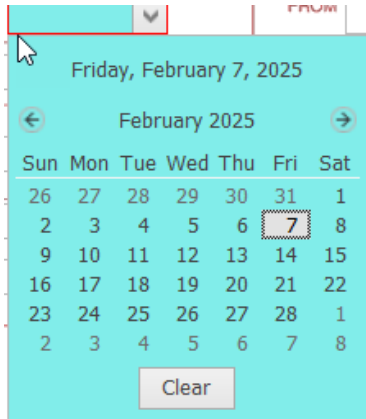 FROM
Friday, February 7, 2025
February 2025
Sun Mon Tue Wed Thu Fri Sat
26 27 28 29 30 31 1
2 3 4 5 6 7 8
9 10 11 12 13 14 15
16 17 18 19 20 21 22
23 24 25 26 27 28 1
2 3 4 5 6 7 8
Clear